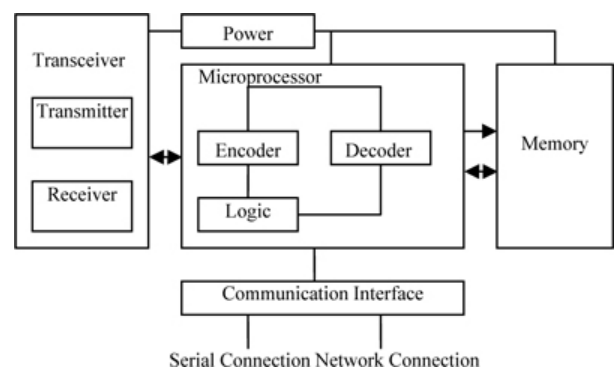 Power
Transceiver
Microprocessor
Transmitter
Encoder
Decoder
Memory
Receiver
Logic
Communication Interface
Serial Connection Network Connection